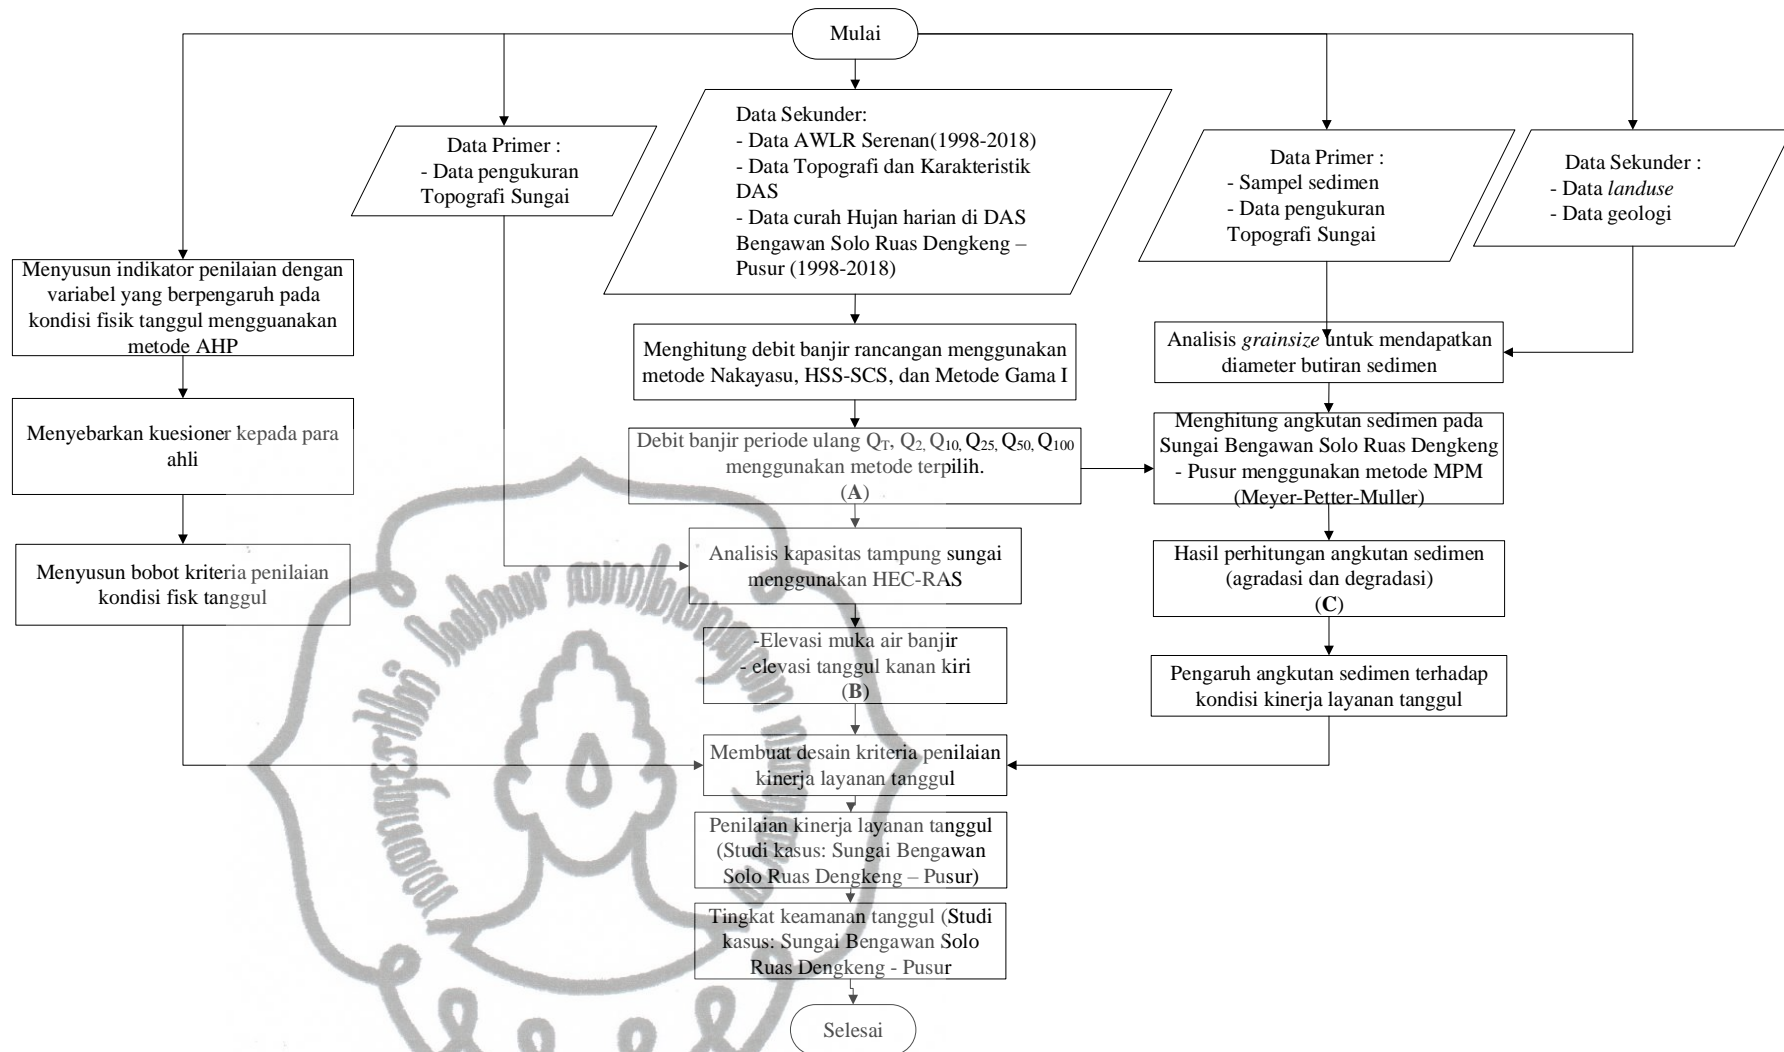 Mulai
Data Primer :
- Data pengukuran
Topografi Sungai
Data Sekunder:
- Data AWLR Serenan(1998-2018)
- Data Topografi dan Karakteristik
DAS
- Data curah Hujan harian di DAS
Bengawan Solo Ruas Dengkeng –
Pusur (1998-2018)
Data Primer :
- Sampel sedimen
- Data pengukuran
Topografi Sungai
Data Sekunder :
- Data landuse
- Data geologi
Menyusun indikator penilaian dengan
variabel yang berpengaruh pada
kondisi fisik tanggul mengguanakan
metode AHP
Menghitung debit banjir rancangan menggunakan
metode Nakayasu, HSS-SCS, dan Metode Gama I
Analisis grainsize untuk mendapatkan
diameter butiran sedimen
Menyebarkan kuesioner kepada para
ahli
Debit banjir periode ulang QT, Q2, Q10, Q25, Q50, Q100
menggunakan metode terpilih.
(A)
Menghitung angkutan sedimen pada
Sungai Bengawan Solo Ruas Dengkeng
- Pusur menggunakan metode MPM
(Meyer-Petter-Muller)
Menyusun bobot kriteria penilaian
kondisi fisk tanggul
Analisis kapasitas tampung sungai
menggunakan HEC-RAS
Hasil perhitungan angkutan sedimen
(agradasi dan degradasi)
(C)
-Elevasi muka air banjir
- elevasi tanggul kanan kiri
(B)
Pengaruh angkutan sedimen terhadap
kondisi kinerja layanan tanggul
Membuat desain kriteria penilaian
kinerja layanan tanggul
Penilaian kinerja layanan tanggul
(Studi kasus: Sungai Bengawan
Solo Ruas Dengkeng – Pusur)
Tingkat keamanan tanggul (Studi
kasus: Sungai Bengawan Solo
Ruas Dengkeng - Pusur
Selesai